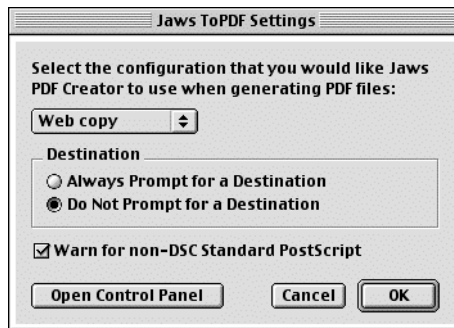 Jaws ToPDF Settings
Select the configuration that you would like Jaws
PDF Creator to use when generating PDF files:
Web copy
Destination
Always Prompt for a Destination
Do Not Prompt for a Destination
Warn for non-DSC Standard PostScript
Open Control Panel Cancel OK